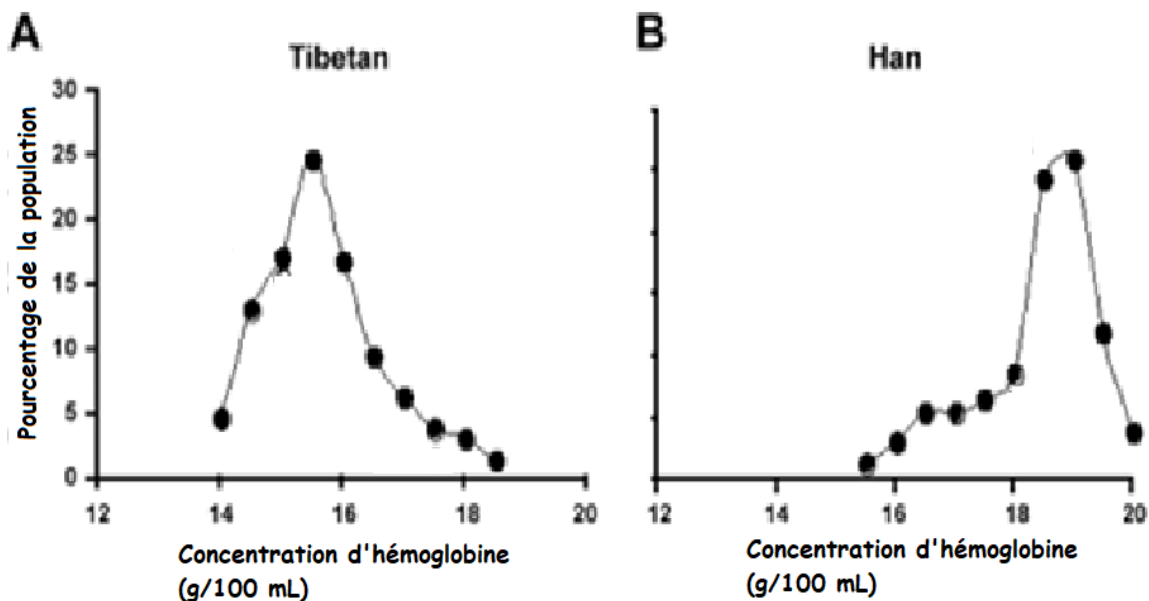 A
Tibetan
Pourcentage de la population
30
25
20
15
10
5
0
12 14 16 18 20
Concentration d'hémoglobine
(g/100 mL)
B
Han
12 14 16 18 20
Concentration d'hémoglobine
(g/100 mL)